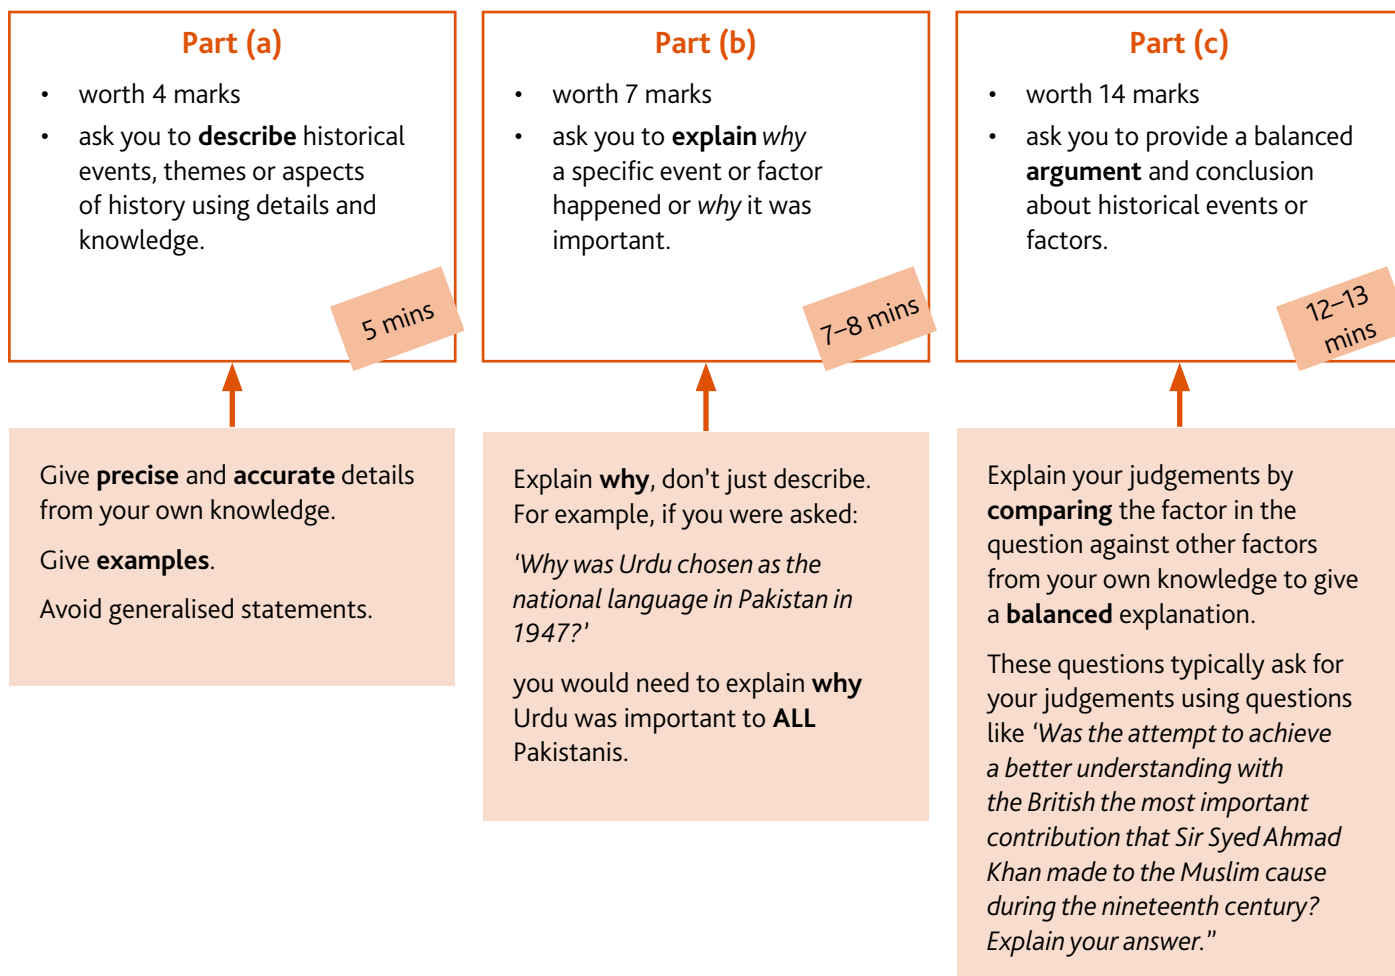 Part (a)
• worth 4 marks
• ask you to describe historical
events, themes or aspects
of history using details and
knowledge.
5 mins
Give precise and accurate details
from your own knowledge.
Give examples.
Avoid generalised statements.
Part (b)
• worth 7 marks
• ask you to explain why
a specific event or factor
happened or why it was
important.
7–8 mins
Explain why, don’t just describe.
For example, if you were asked:
‘Why was Urdu chosen as the
national language in Pakistan in
1947?’
you would need to explain why
Urdu was important to ALL
Pakistanis.
Part (c)
• worth 14 marks
• ask you to provide a balanced
argument and conclusion
about historical events or
factors.
12–13
mins
Explain your judgements by
comparing the factor in the
question against other factors
from your own knowledge to give
a balanced explanation.
These questions typically ask for
your judgements using questions
like ‘Was the attempt to achieve
a better understanding with
the British the most important
contribution that Sir Syed Ahmad
Khan made to the Muslim cause
during the nineteenth century?
Explain your answer.”